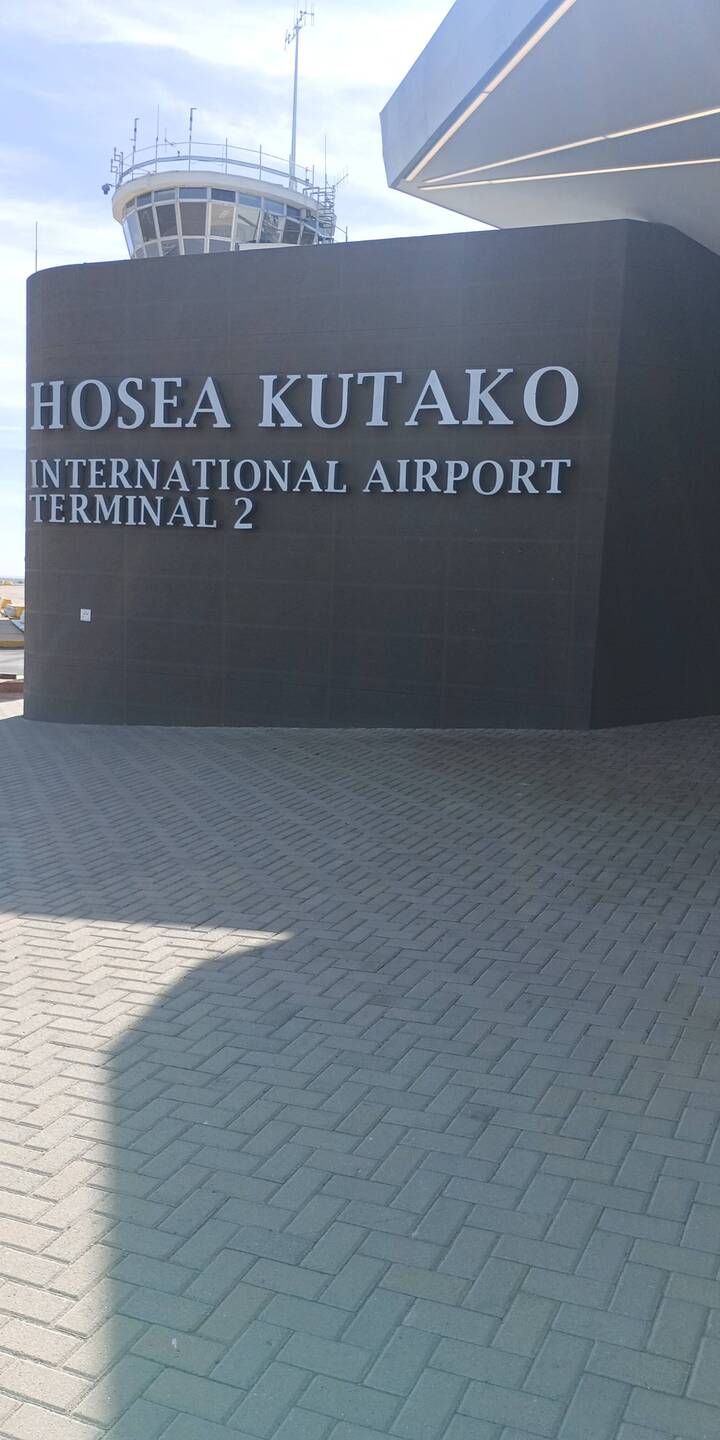 HOSEA KUTAKO
INTERNATIONAL AIRPORT
TERMINAL 2